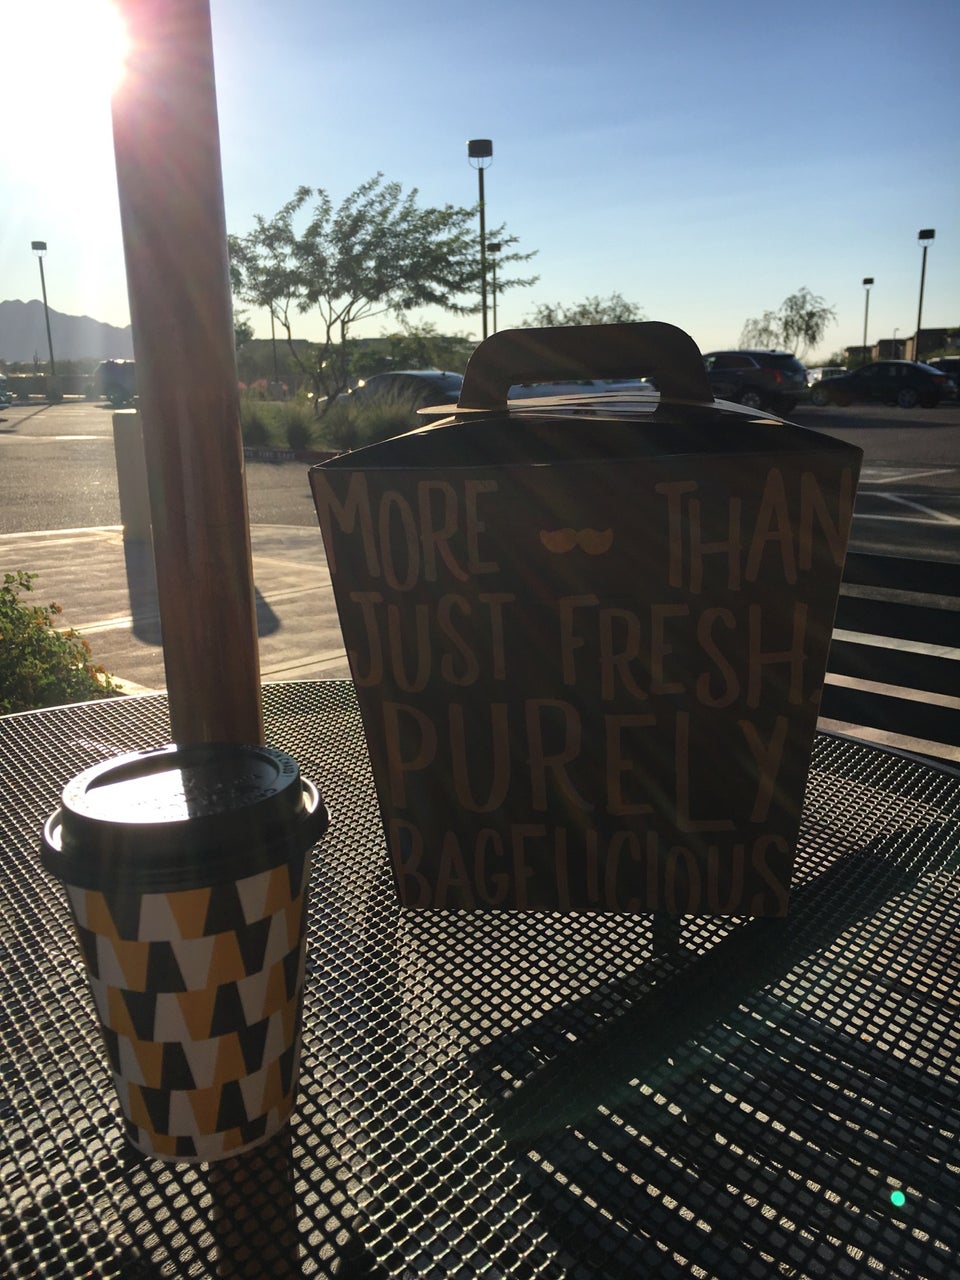 MORE THAN
JUST FRESH.
PURELY
BAGELICIOUS